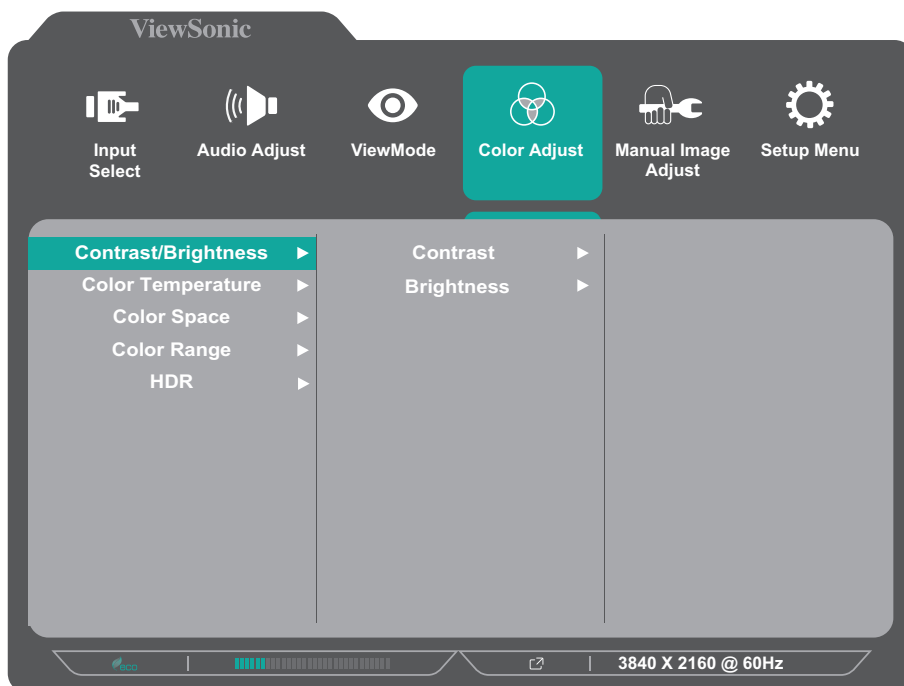 ViewSonic
Input
Select
Audio Adjust
ViewMode
Color Adjust
Manual Image
Adjust
Setup Menu
Contrast/Brightness
Color Temperature
Color Space
Color Range
HDR
Contrast
Brightness
eco
3840 X 2160 @ 60Hz